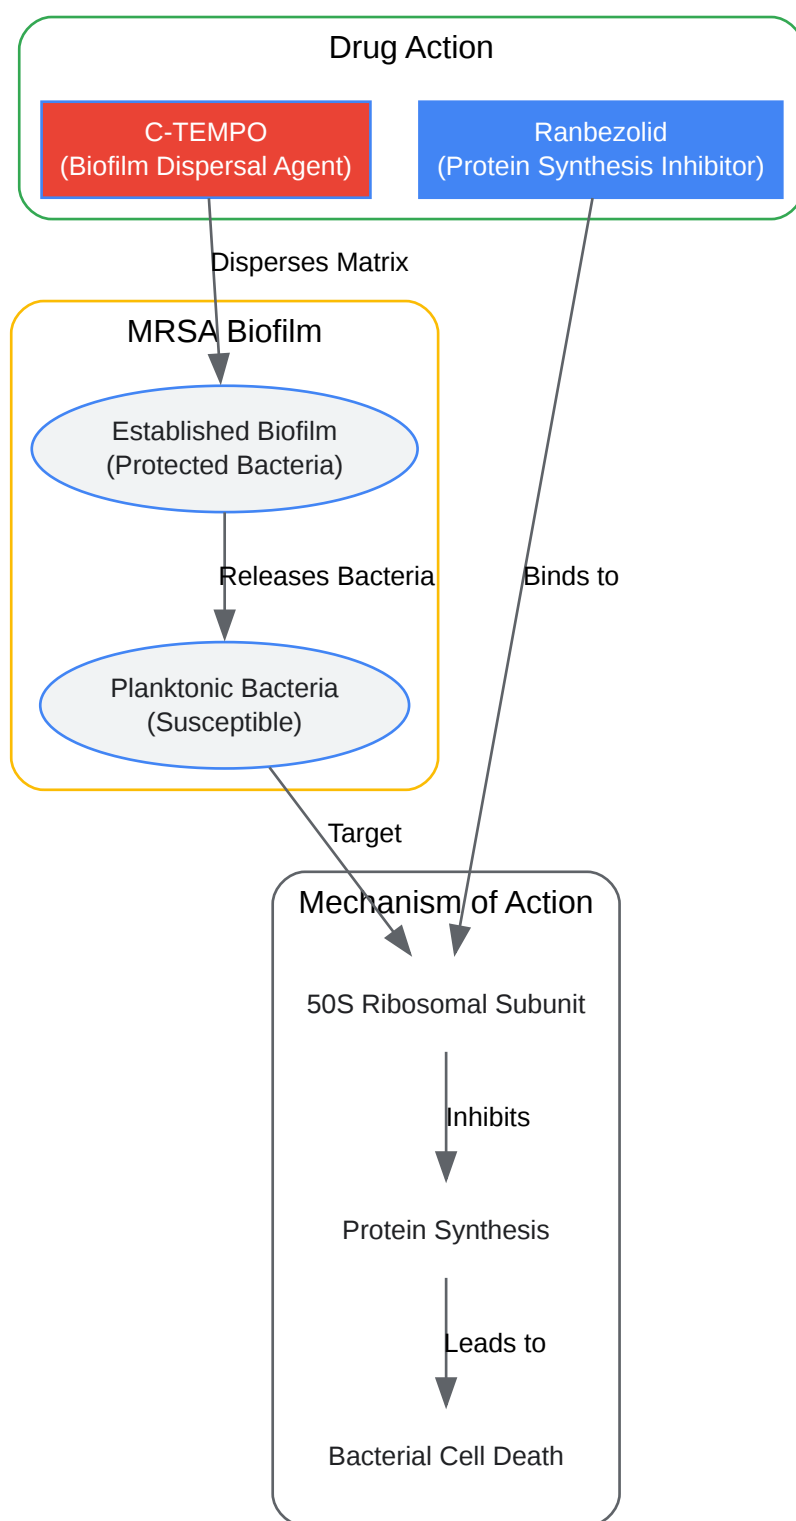 Drug Action
C-TEMPO
(Biofilm Dispersal Agent)
Ranbezolid
(Protein Synthesis Inhibitor)
Disperses Matrix
MRSA Biofilm
Established Biofilm
(Protected Bacteria)
Releases Bacteria
Binds to
Planktonic Bacteria
(Susceptible)
Target
Mechanism of Action
50S Ribosomal Subunit
Inhibits
Protein Synthesis
Leads to
Bacterial Cell Death